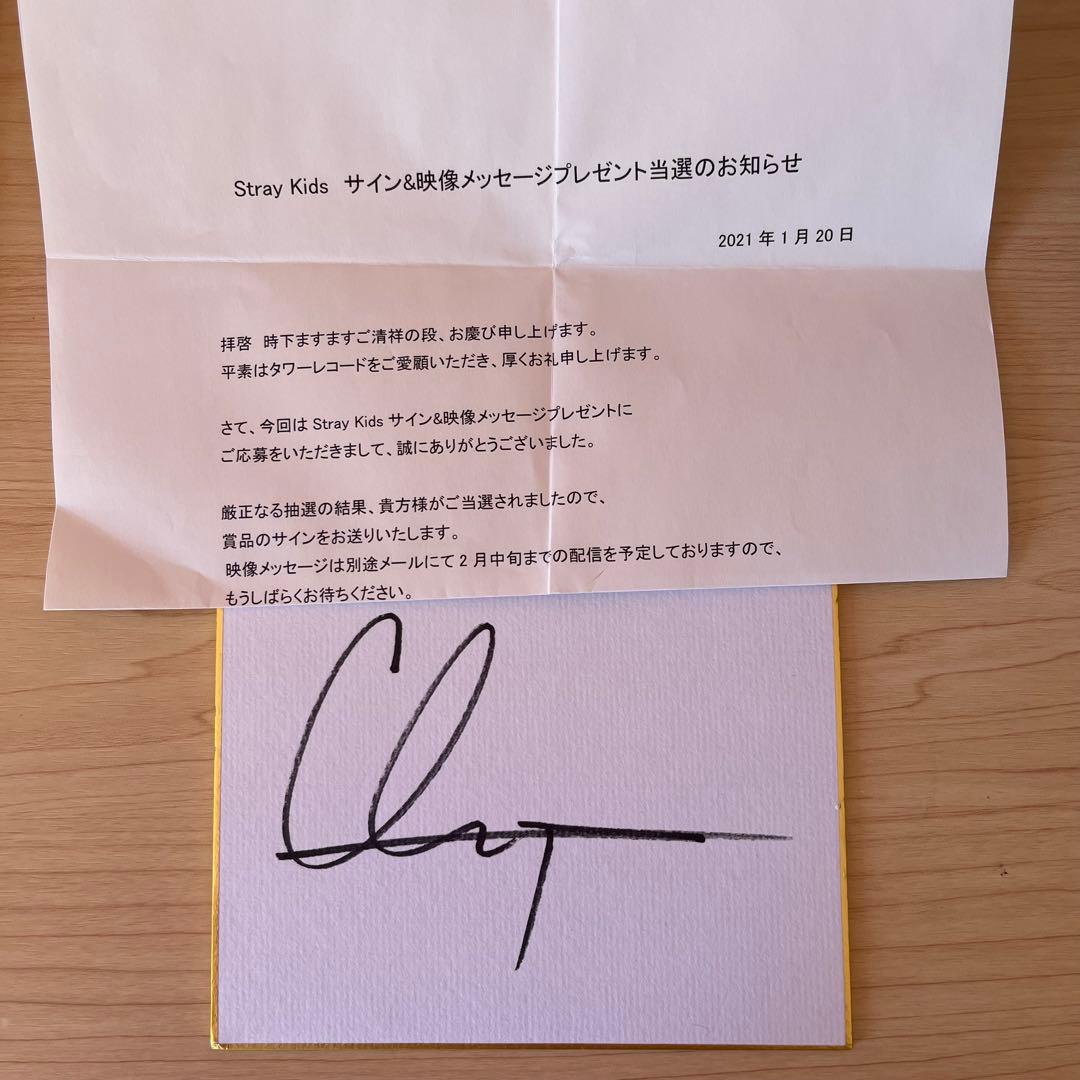 Stray Kids サイン&映像メッセージプレゼント当選のお知らせ
2021年1月20日
拝啓 時下ますますご清祥の段、お慶び申し上げます。
平素はタワーレコードをご愛顧いただき、厚くお礼申し上げます。
さて、今回は Stray Kids サイン&映像メッセージプレゼントに
ご応募をいただきまして、誠にありがとうございました。
厳正なる抽選の結果、貴方様がご当選されましたので、
賞品のサインをお送りいたします。
映像メッセージは別途メールにて2月中旬までの配信を予定しておりますので、
もうしばらくお待ちください。